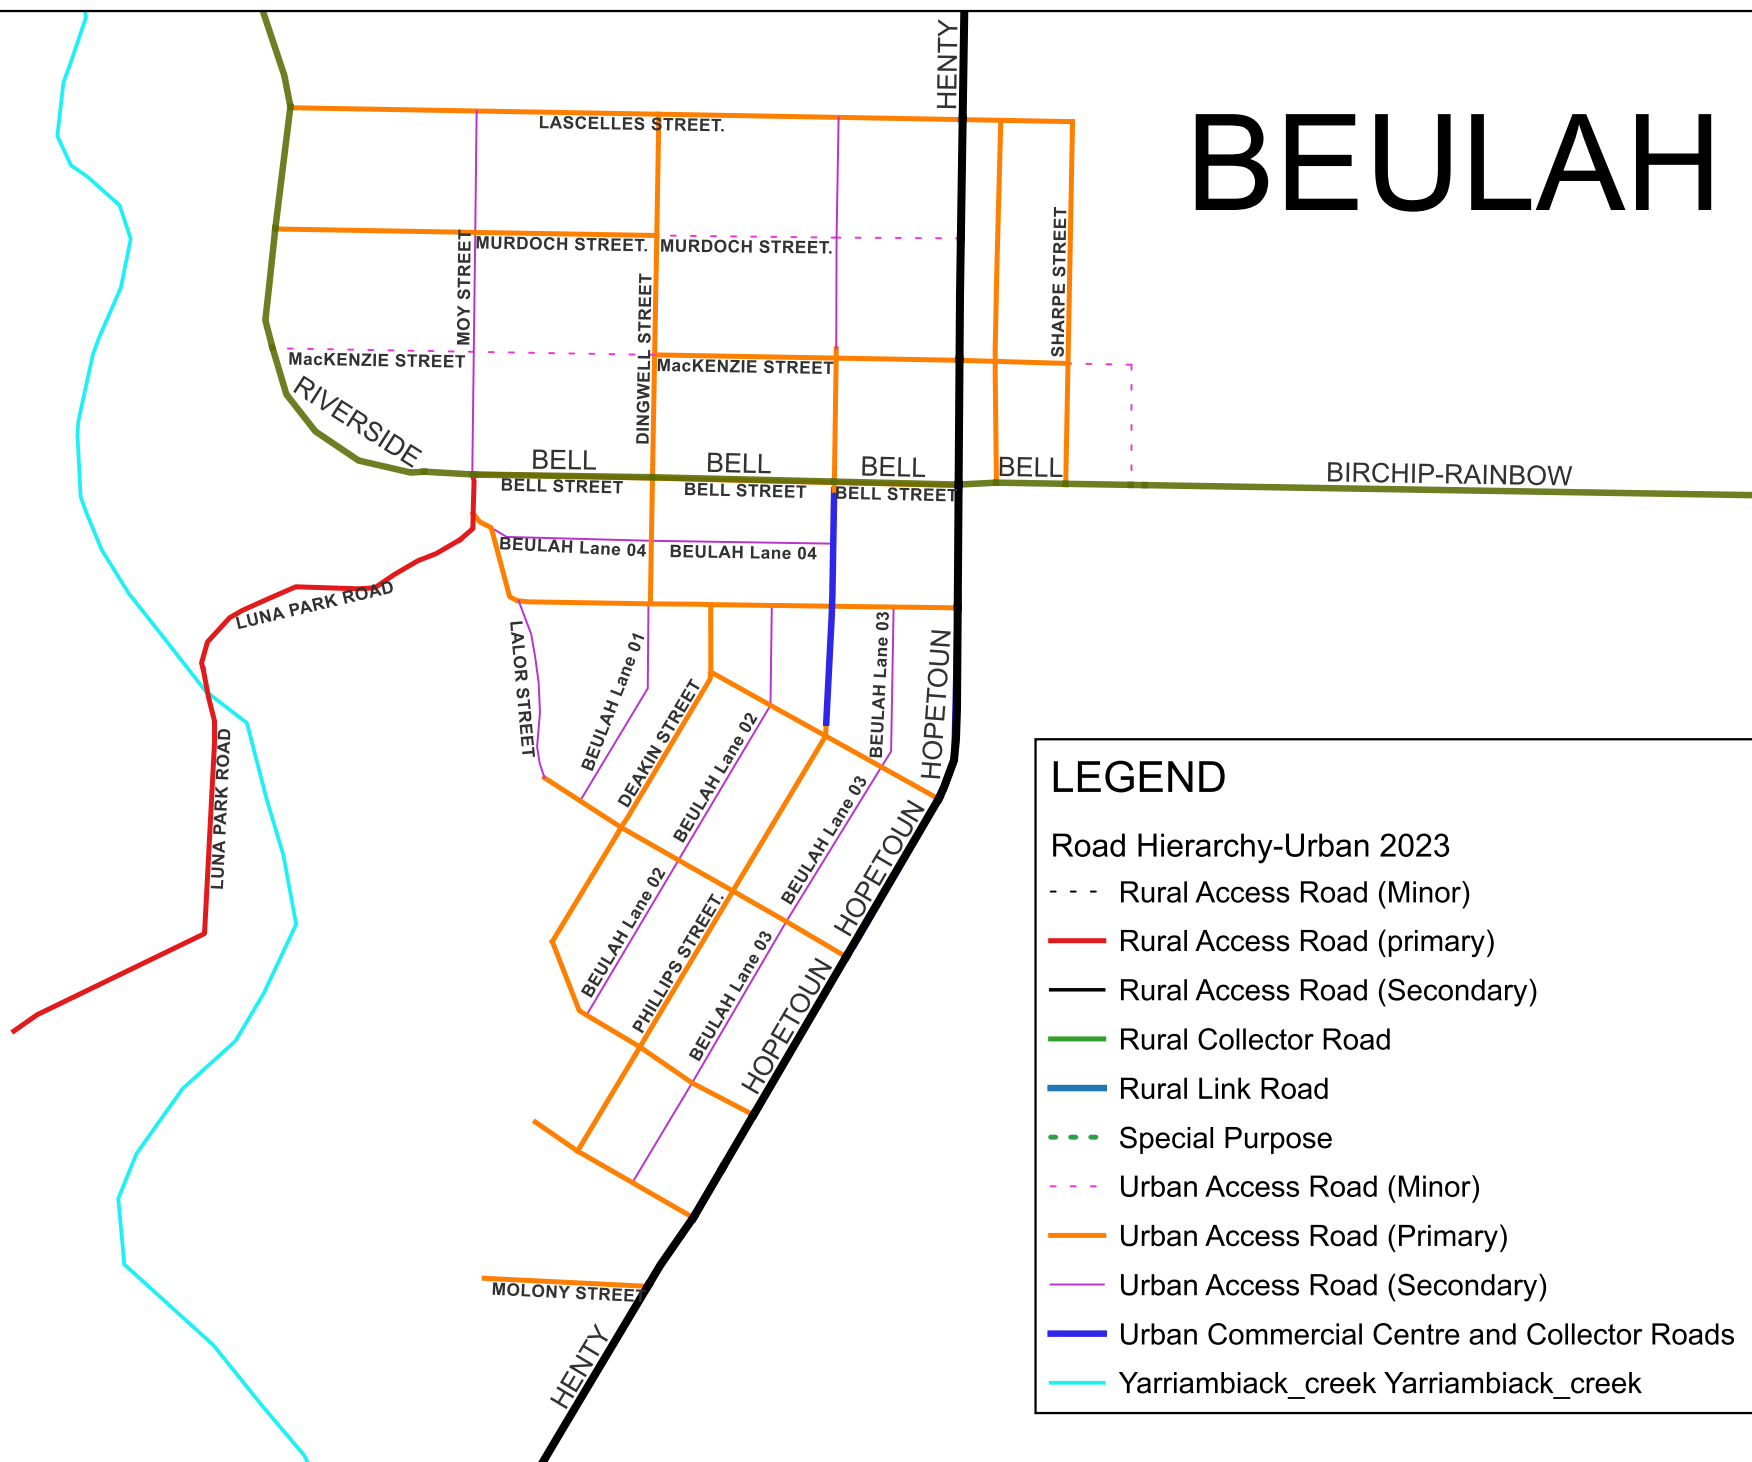 HENTY
BEULAH
LASCELLES STREET.
MOY STREET
MURDOCH STREET.
MURDOCH STREET.
SHARPE STREET
DINGWELL STREET
MacKENZIE STREET
MacKENZIE STREET
RIVERSIDE
BELL
BELL
BELL
BELL
BIRCHIP-RAINBOW
BELL STREET
BELL STREET
BELL STREET
BEULAH Lane 04
BEULAH Lane 04
LUNA PARK ROAD
LALOR STREET
BEULAH Lane 01
DEAKIN STREET
BEULAH Lane 02
BEULAH Lane 03
HOPETOUN
LUNA PARK ROAD
BEULAH Lane 03
HOPETOUN
BEULAH Lane 02
PHILLIPS STREET.
BEULAH Lane 03
HOPETOUN
MOLONY STREET
HENTY
LEGEND
Road Hierarchy-Urban 2023
Rural Access Road (Minor)
Rural Access Road (primary)
Rural Access Road (Secondary)
Rural Collector Road
Rural Link Road
Special Purpose
Urban Access Road (Minor)
Urban Access Road (Primary)
Urban Access Road (Secondary)
Urban Commercial Centre and Collector Roads
Yarriambiack_creek Yarriambiack_creek